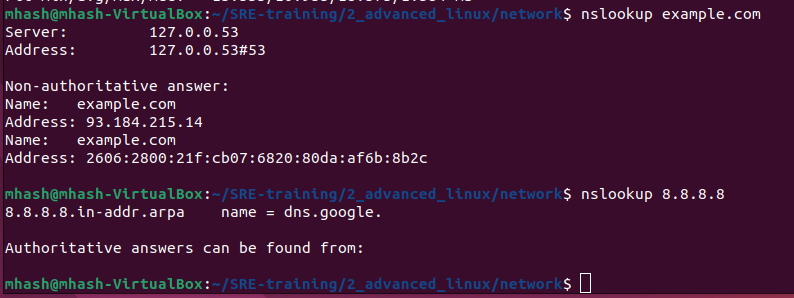 mhash@mhash-VirtualBox:~/SRE-training/2_advanced_linux/network$ nslookup example.com
Server:         127.0.0.53
Address:        127.0.0.53#53

Non-authoritative answer:
Name:   example.com
Address: 93.184.215.14
Name:   example.com
Address: 2606:2800:21f:cb07:6820:80da:af6b:8b2c

mhash@mhash-VirtualBox:~/SRE-training/2_advanced_linux/network$ nslookup 8.8.8.8
8.8.8.8.in-addr.arpa    name = dns.google.

Authoritative answers can be found from:

mhash@mhash-VirtualBox:~/SRE-training/2_advanced_linux/network$